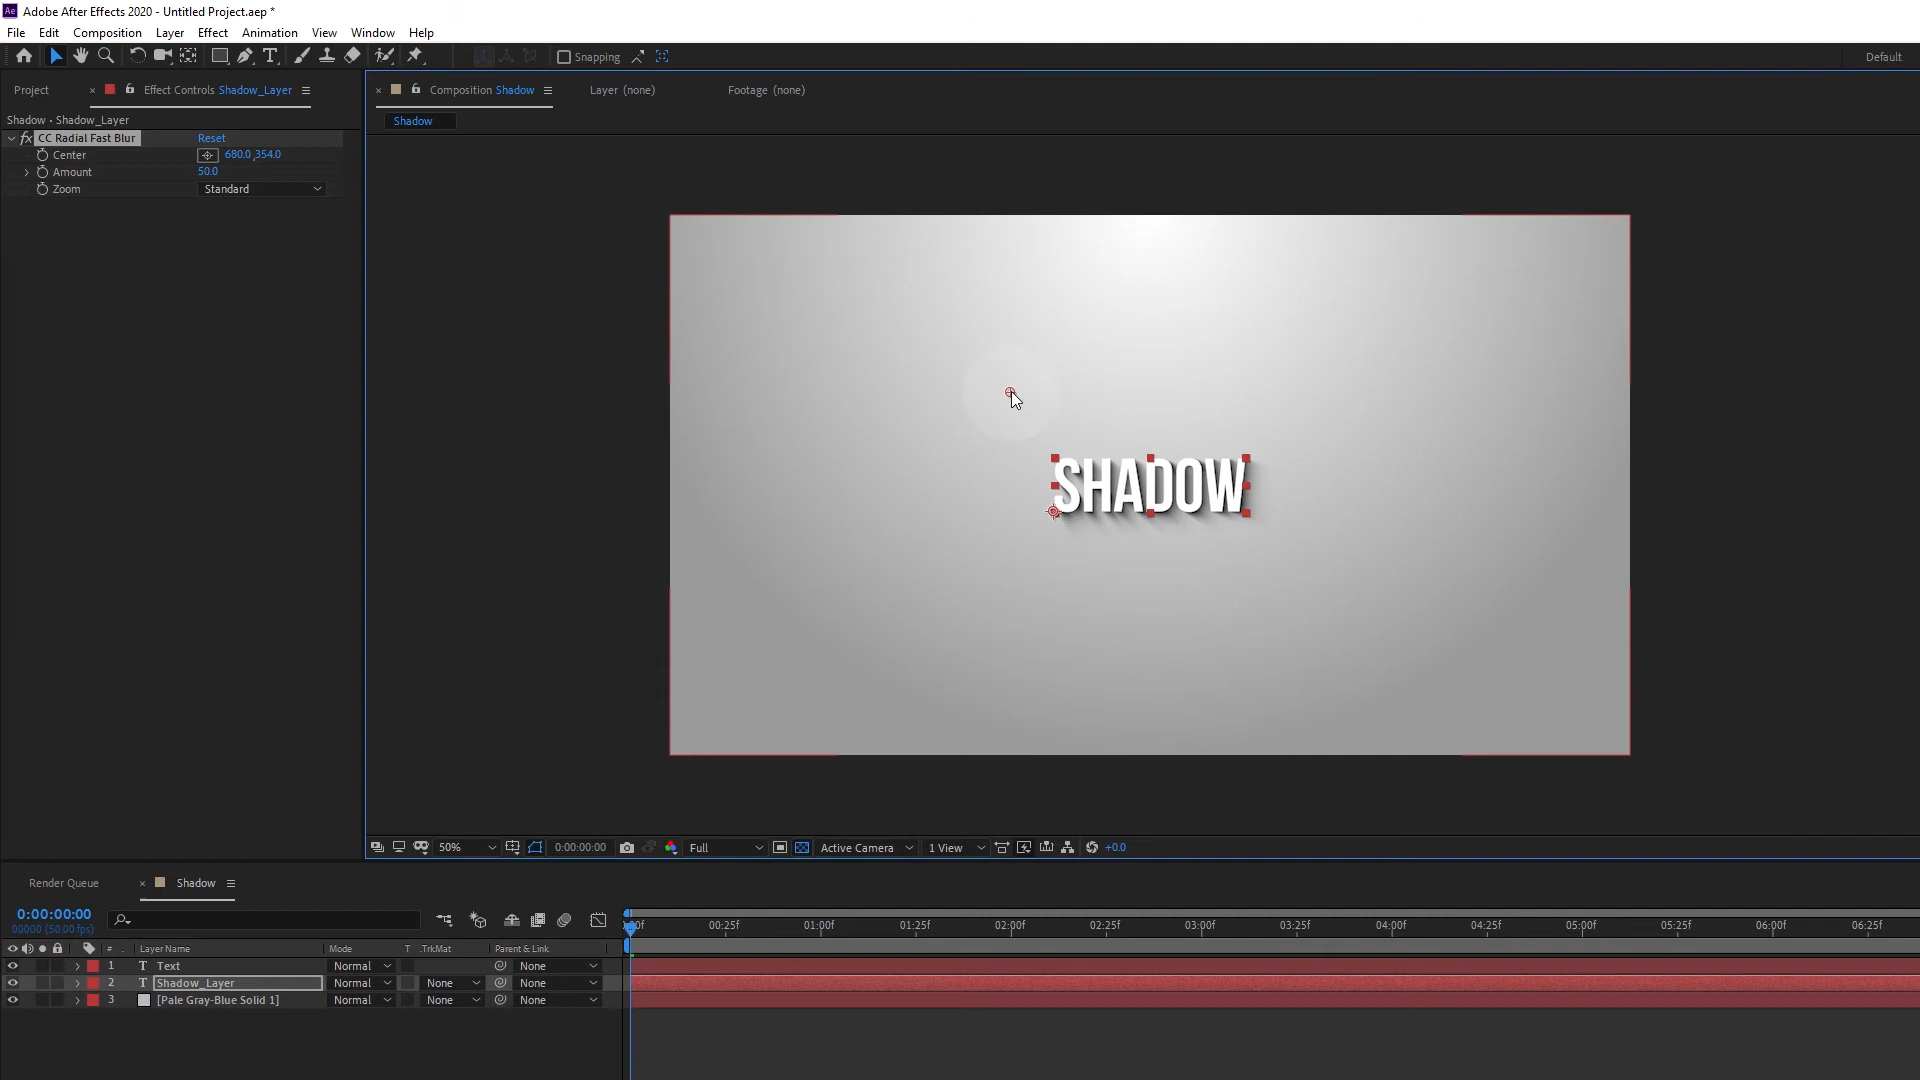 Ae Adobe After Effects 2020 - Untitled Project.aep *
File Edit Composition Layer Effect Animation View Window Help
T Snapping Default
Project × Effect Controls Shadow_Layer × Composition Shadow Layer (none) Footage (none)
Shadow • Shadow_Layer
Shadow
fx CC Radial Fast Blur Reset
Center 680.0,354.0
Amount 50.0
Zoom Standard
SHADOW
50% 0:00:00:00 Full Active Camera 1 View +0.0
Render Queue × Shadow
0:00:00:00
00000 (50.00 fps)
00f 00:25f 01:00f 01:25f 02:00f 02:25f 03:00f 03:25f 04:00f 04:25f 05:00f 05:25f 06:00f 06:25f
# Layer Name Mode T .TrkMat Parent & Link
1 T Text Normal None
2 T Shadow_Layer Normal None None
3 [Pale Gray-Blue Solid 1] Normal None None